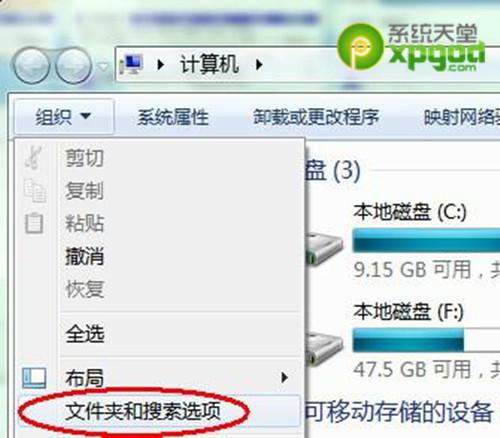 系统天堂
xpgod
.com
计算机
组织 系统属性 卸载或更改程序 映射网络
剪切
复制
粘贴
撤消
恢复
全选
布局
文件夹和搜索选项
盘 (3)
本地磁盘 (C:)
9.15 GB 可用，共
本地磁盘 (F:)
47.5 GB 可用，共
可移动存储的设备